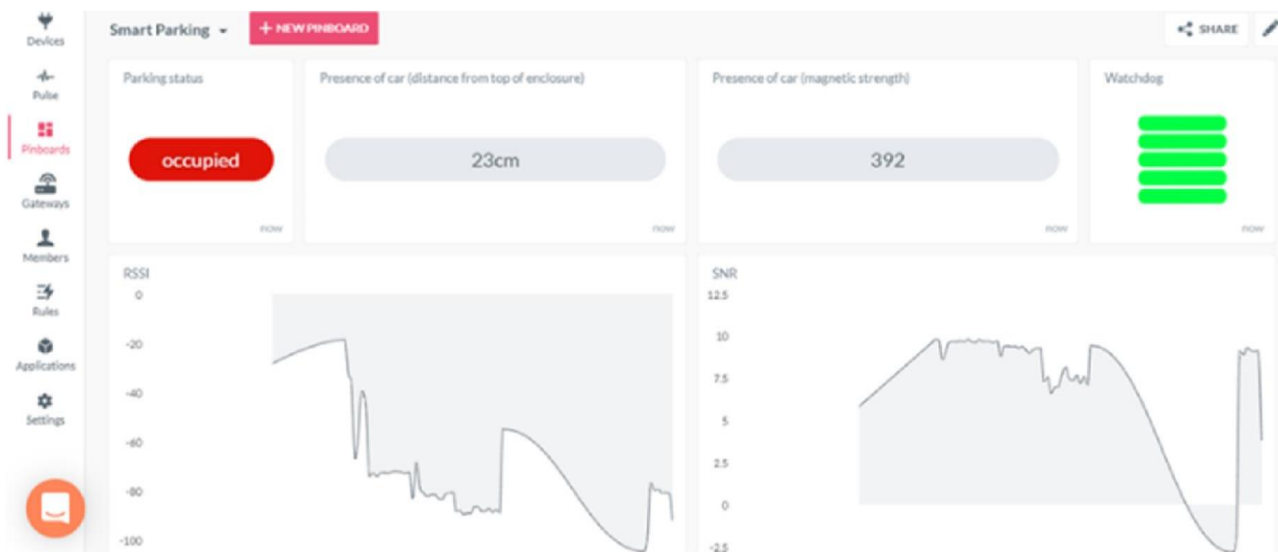 Devices
Pulse
Pinboards
Gateways
Members
Rules
Applications
Settings
Smart Parking
+ NEW PINBOARD
SHARE
Parking status
occupied
now
Presence of car (distance from top of enclosure)
23cm
now
Presence of car (magnetic strength)
392
now
Watchdog
now
RSSI
0
-20
-40
-60
-80
-100
SNR
12.5
10
7.5
5
2.5
0
-2.5